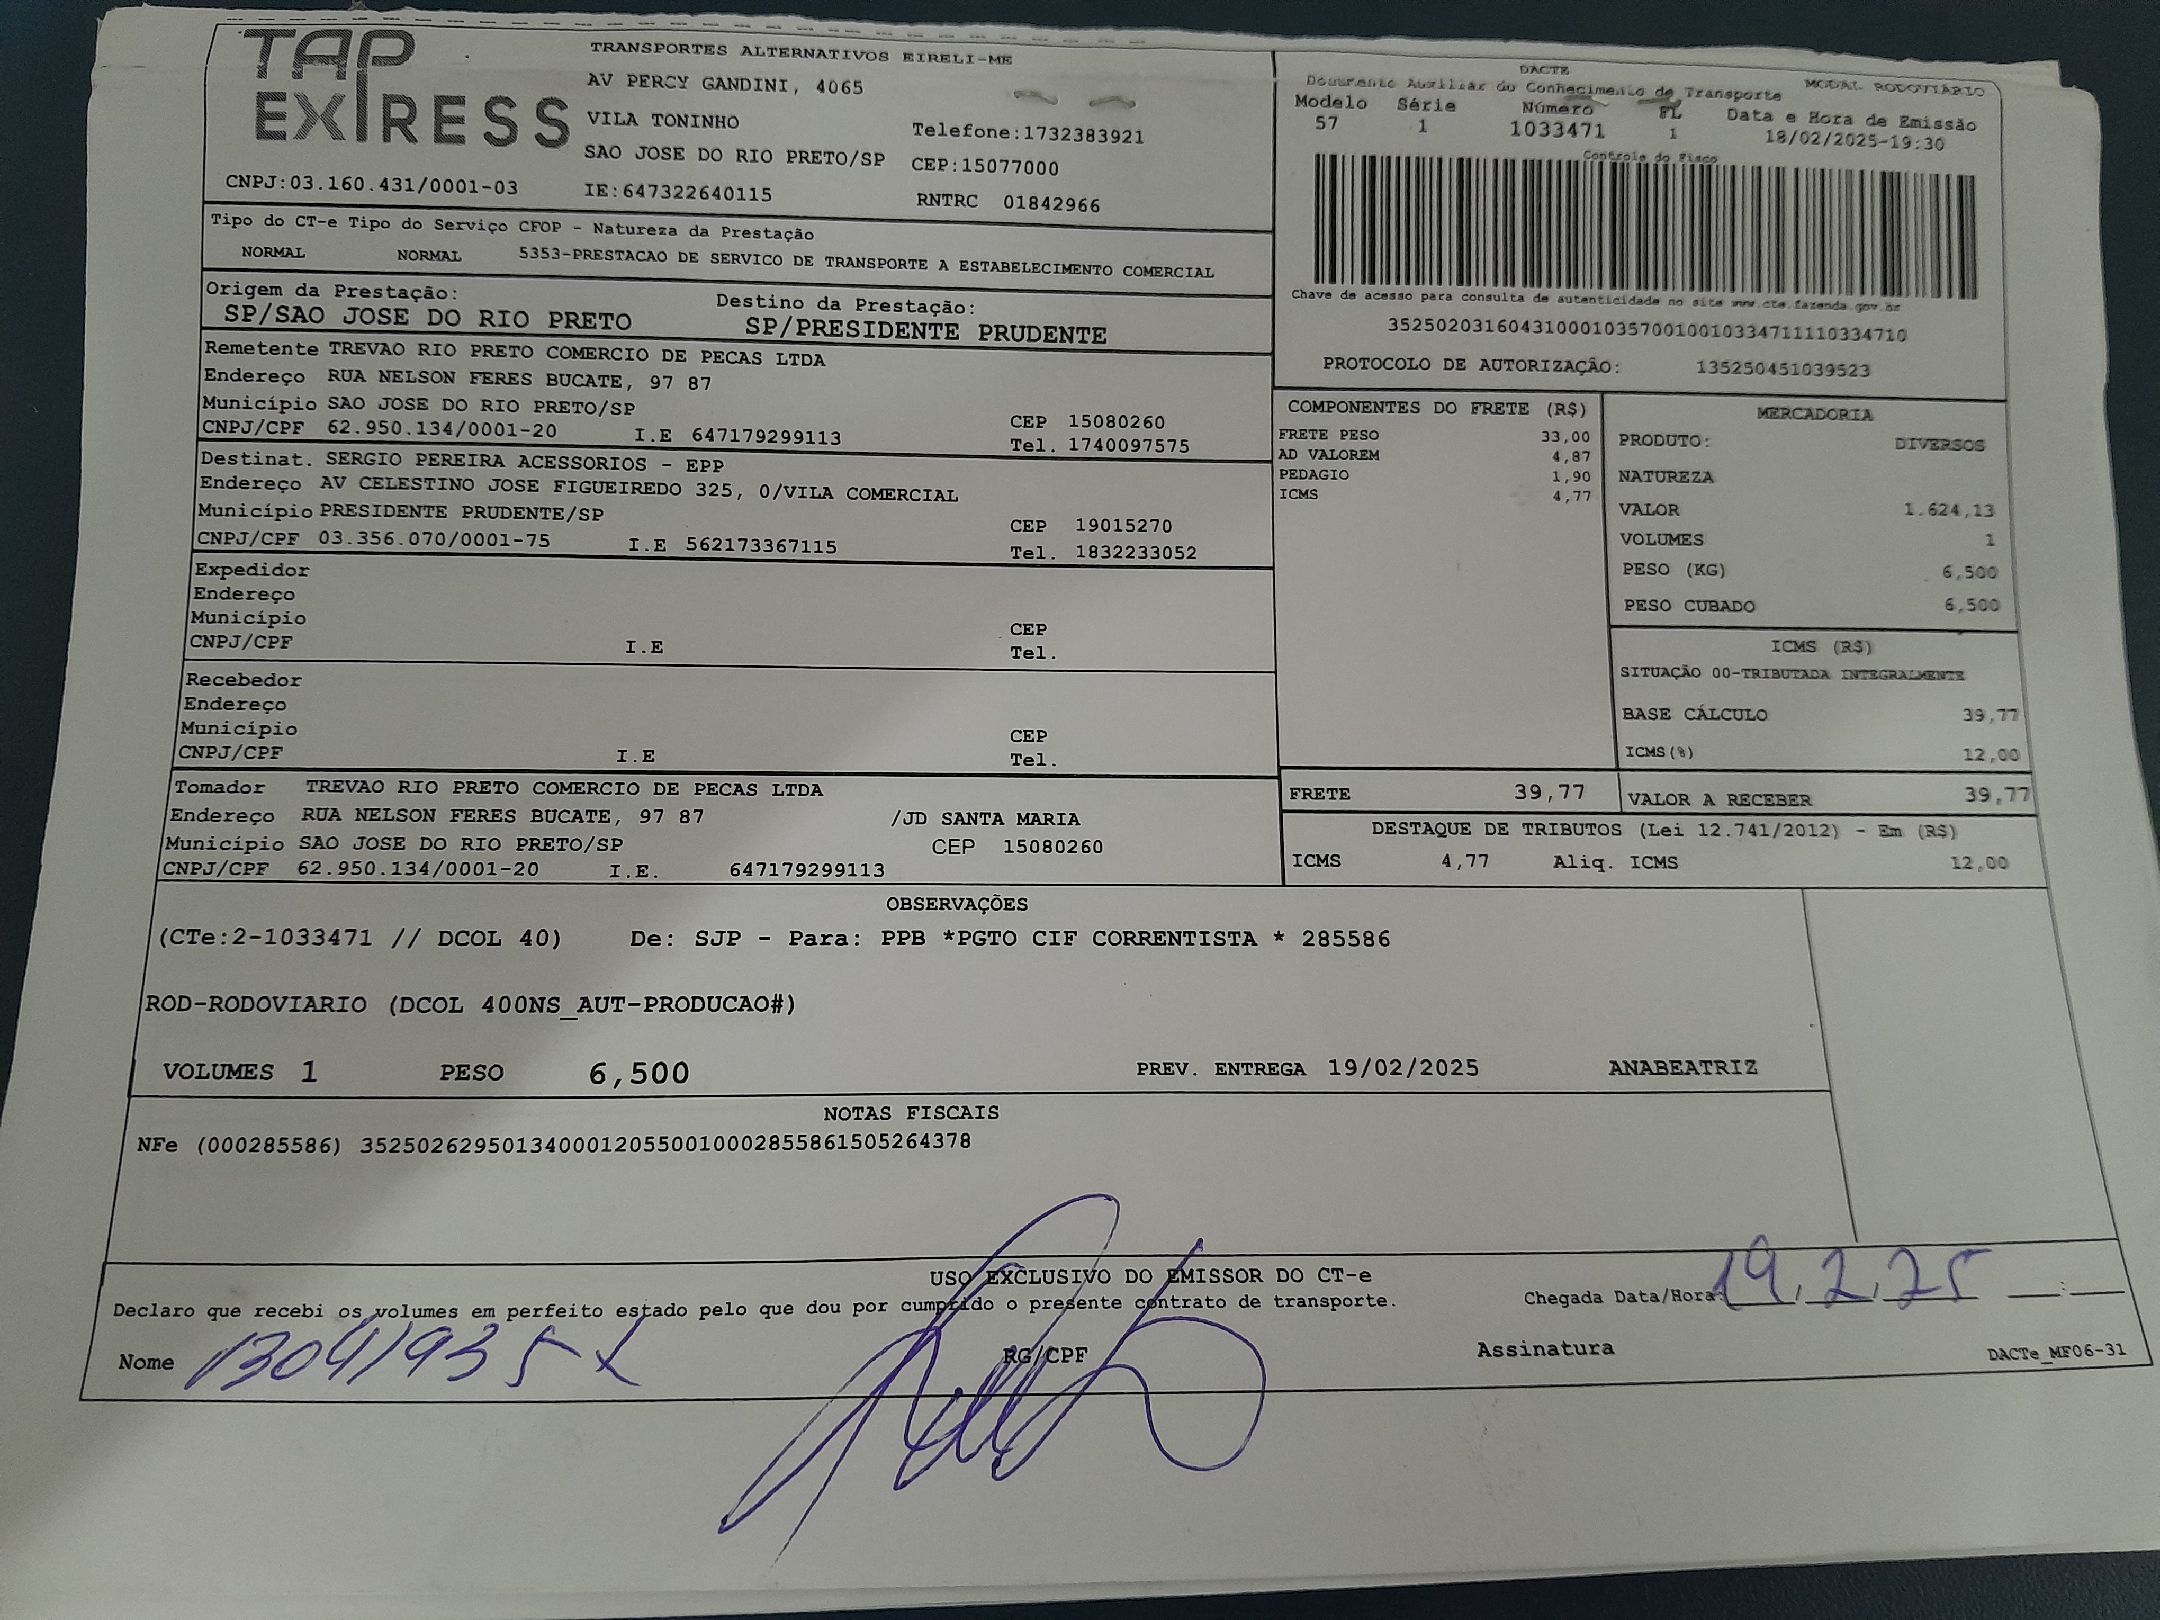 TAP EXPRESS
TRANSPORTES ALTERNATIVOS EIRELI-ME
AV PERCY GANDINI, 4065
VILA TONINHO Telefone:1732383921
SAO JOSE DO RIO PRETO/SP CEP:15077000
CNPJ:03.160.431/0001-03 IE:647322640115 RNTRC 01842966
DACTE
Documento Auxiliar do Conhecimento de Transporte MODAL RODOVIÁRIO
Modelo Série Número FL Data e Hora de Emissão
57 1 1033471 1 18/02/2025-19:30
Controle do Fisco
Chave de acesso para consulta de autenticidade no site www.cte.fazenda.gov.br
35250203160431000103570010010334711110334710
PROTOCOLO DE AUTORIZAÇÃO: 135250451039523
Tipo do CT-e Tipo do Serviço CFOP - Natureza da Prestação
NORMAL NORMAL 5353-PRESTACAO DE SERVICO DE TRANSPORTE A ESTABELECIMENTO COMERCIAL
Origem da Prestação: Destino da Prestação:
SP/SAO JOSE DO RIO PRETO SP/PRESIDENTE PRUDENTE
Remetente TREVAO RIO PRETO COMERCIO DE PECAS LTDA
Endereço RUA NELSON FERES BUCATE, 97 87
Município SAO JOSE DO RIO PRETO/SP CEP 15080260
CNPJ/CPF 62.950.134/0001-20 I.E 647179299113 Tel. 1740097575
Destinat. SERGIO PEREIRA ACESSORIOS - EPP
Endereço AV CELESTINO JOSE FIGUEIREDO 325, 0/VILA COMERCIAL
Município PRESIDENTE PRUDENTE/SP CEP 19015270
CNPJ/CPF 03.356.070/0001-75 I.E 562173367115 Tel. 1832233052
Expedidor
Endereço
Município CEP
CNPJ/CPF I.E Tel.
Recebedor
Endereço
Município CEP
CNPJ/CPF I.E Tel.
Tomador TREVAO RIO PRETO COMERCIO DE PECAS LTDA
Endereço RUA NELSON FERES BUCATE, 97 87 /JD SANTA MARIA
Município SAO JOSE DO RIO PRETO/SP CEP 15080260
CNPJ/CPF 62.950.134/0001-20 I.E. 647179299113
COMPONENTES DO FRETE (R$)
FRETE PESO 33,00
AD VALOREM 4,87
PEDAGIO 1,90
ICMS 4,77
MERCADORIA
PRODUTO: DIVERSOS
NATUREZA
VALOR 1.624,13
VOLUMES 1
PESO (KG) 6,500
PESO CUBADO 6,500
ICMS (R$)
SITUAÇÃO 00-TRIBUTADA INTEGRALMENTE
BASE CÁLCULO 39,77
ICMS(%) 12,00
FRETE 39,77 VALOR A RECEBER 39,77
DESTAQUE DE TRIBUTOS (Lei 12.741/2012) - Em (R$)
ICMS 4,77 Aliq. ICMS 12,00
OBSERVAÇÕES
(CTe:2-1033471 // DCOL 40) De: SJP - Para: PPB *PGTO CIF CORRENTISTA * 285586
ROD-RODOVIARIO (DCOL 400NS_AUT-PRODUCAO#)
VOLUMES 1 PESO 6,500 PREV. ENTREGA 19/02/2025 ANABEATRIZ
NOTAS FISCAIS
NFe (000285586) 35250262950134000120550010002855861505264378
USO EXCLUSIVO DO EMISSOR DO CT-e
Declaro que recebi os volumes em perfeito estado pelo que dou por cumprido o presente contrato de transporte. Chegada Data/Hora: 19.2.25 __:__
Nome RG/CPF Assinatura DACTe_MF06-31